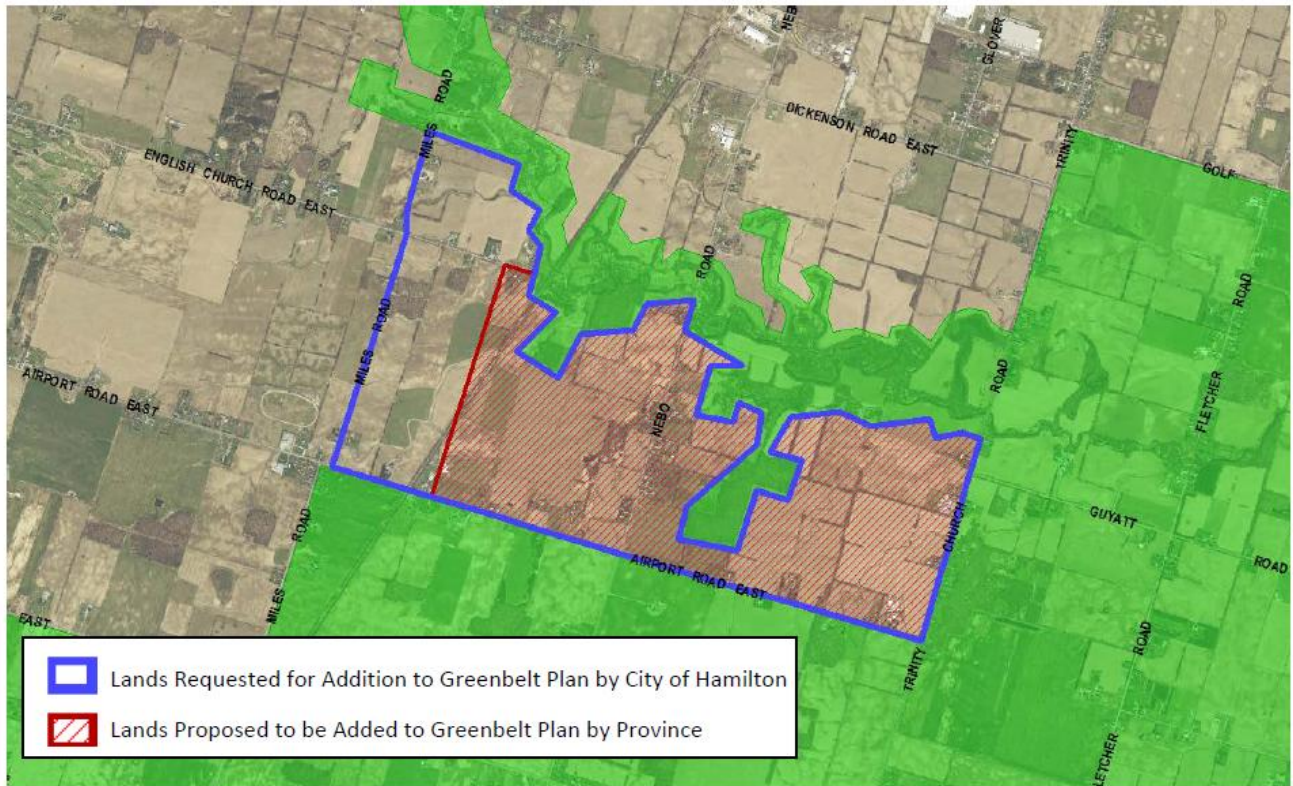 NEBO
GLOVER
ROAD
DICKENSON ROAD EAST
TRINITY
GOLF
MILES
ENGLISH CHURCH ROAD EAST
ROAD
ROAD
ROAD
MILES
ROAD
FLETCHER
AIRPORT ROAD EAST
NEBO
GUYATT
ROAD
CHURCH
ROAD
AIRPORT ROAD EAST
MILES
EAST
TRINITY
ROAD
LETCHER
Lands Requested for Addition to Greenbelt Plan by City of Hamilton
Lands Proposed to be Added to Greenbelt Plan by Province